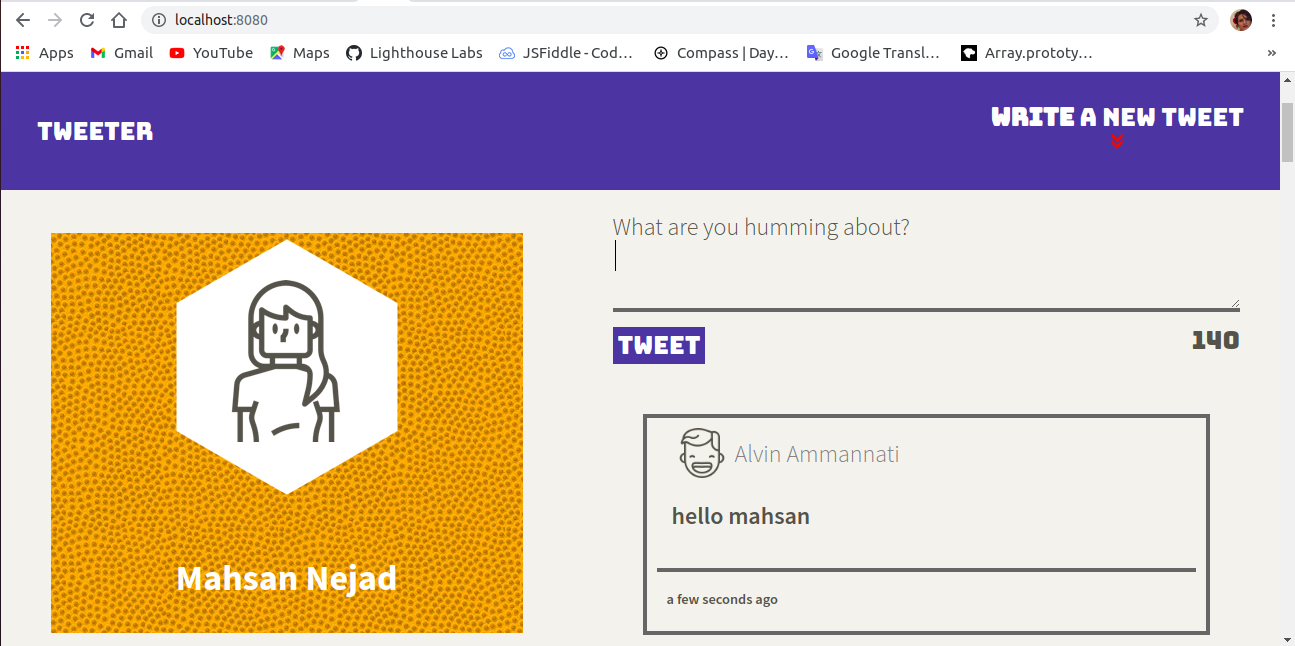 localhost:8080
Apps Gmail YouTube Maps Lighthouse Labs JSFiddle - Cod… Compass | Day… Google Transl… Array.prototy… »
TWEETER
WRITE A NEW TWEET
What are you humming about?
TWEET
140
Alvin Ammannati
hello mahsan
a few seconds ago
Mahsan Nejad